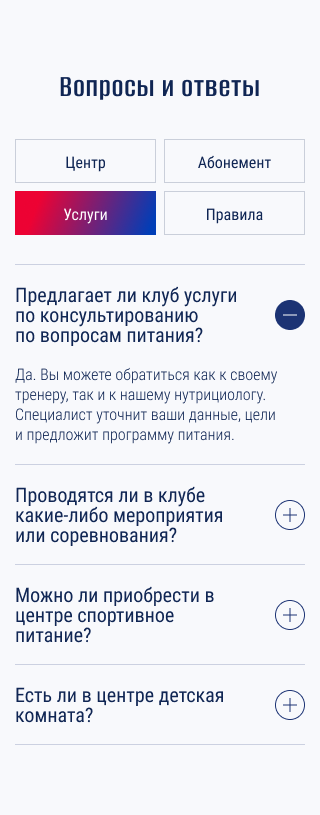 Вопросы и ответы
Центр
Абонемент
Услуги
Правила
Предлагает ли клуб услуги
по консультированию
по вопросам питания?
Да. Вы можете обратиться как к своему
тренеру, так и к нашему нутрициологу.
Специалист уточнит ваши данные, цели
и предложит программу питания.
Проводятся ли в клубе
какие-либо мероприятия
или соревнования?
Можно ли приобрести в
центре спортивное
питание?
Есть ли в центре детская
комната?